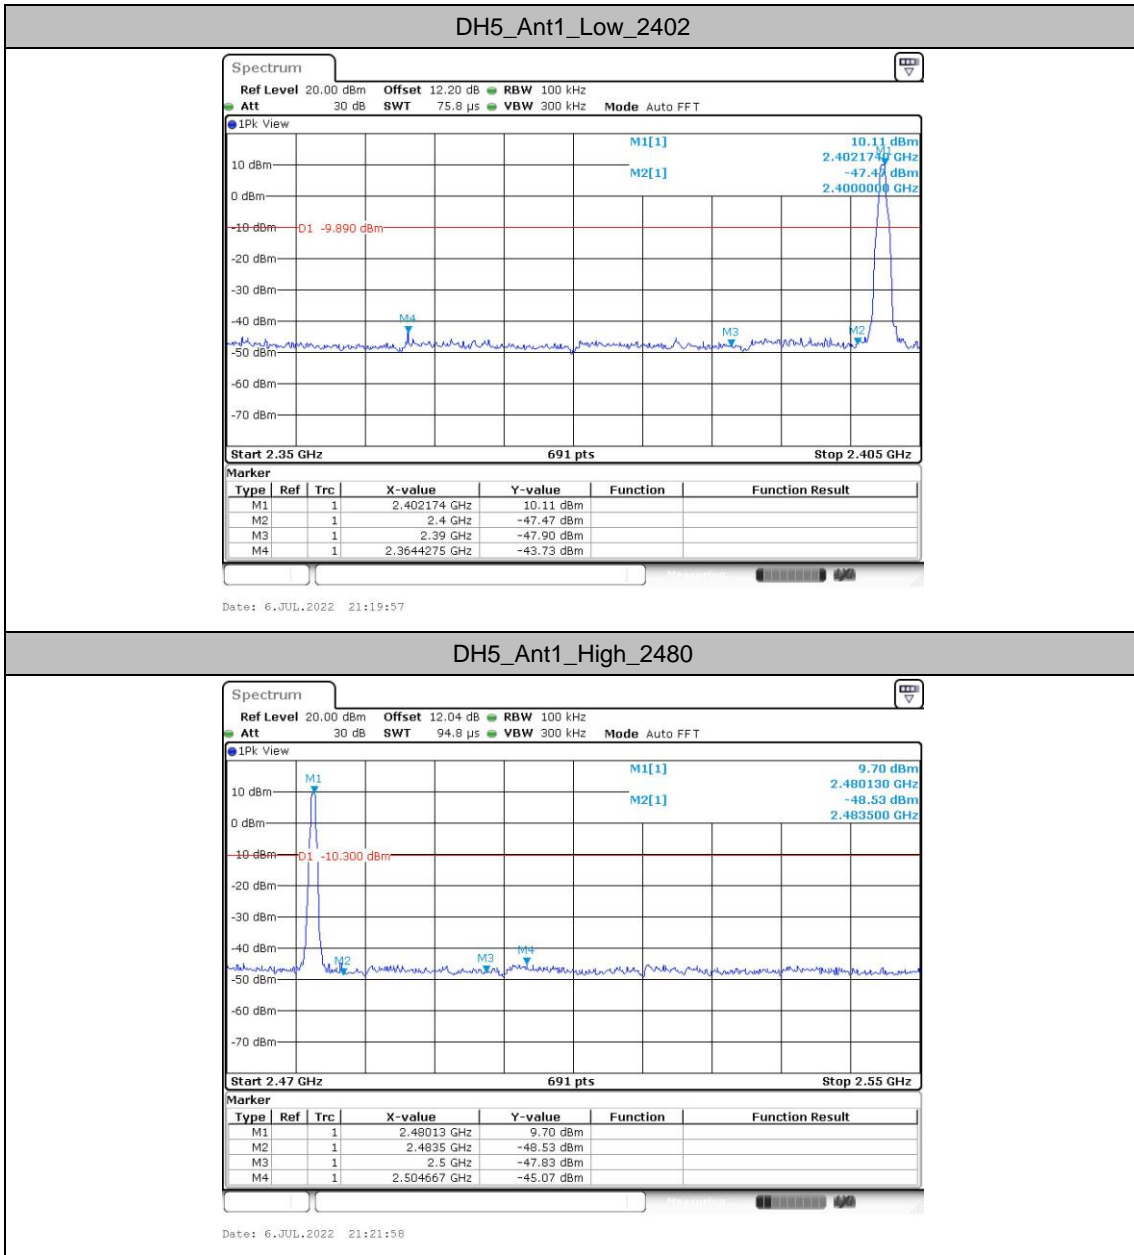 DH5_Ant1_Low_2402
Spectrum
Ref Level 20.00 dBm Offset 12.20 dB RBW 100 kHz
Att 30 dB SWT 75.8 µs VBW 300 kHz Mode Auto FFT
1Pk View
M1[1] 10.11 dBm
2.4021740 GHz
M2[1] -47.47 dBm
2.4000000 GHz
M1
10 dBm
0 dBm
-10 dBm
D1 -9.890 dBm
-20 dBm
-30 dBm
-40 dBm
M4
M3
M2
-50 dBm
-60 dBm
-70 dBm
Start 2.35 GHz 691 pts Stop 2.405 GHz
Marker
Type Ref Trc X-value Y-value Function Function Result
M1 1 2.402174 GHz 10.11 dBm
M2 1 2.4 GHz -47.47 dBm
M3 1 2.39 GHz -47.90 dBm
M4 1 2.3644275 GHz -43.73 dBm
Date: 6.JUL.2022 21:19:57
DH5_Ant1_High_2480
Spectrum
Ref Level 20.00 dBm Offset 12.04 dB RBW 100 kHz
Att 30 dB SWT 94.8 µs VBW 300 kHz Mode Auto FFT
1Pk View
M1[1] 9.70 dBm
2.480130 GHz
M2[1] -48.53 dBm
2.483500 GHz
M1
10 dBm
0 dBm
-10 dBm
D1 -10.300 dBm
-20 dBm
-30 dBm
-40 dBm
M2
M3
M4
-50 dBm
-60 dBm
-70 dBm
Start 2.47 GHz 691 pts Stop 2.55 GHz
Marker
Type Ref Trc X-value Y-value Function Function Result
M1 1 2.48013 GHz 9.70 dBm
M2 1 2.4835 GHz -48.53 dBm
M3 1 2.5 GHz -47.83 dBm
M4 1 2.504667 GHz -45.07 dBm
Date: 6.JUL.2022 21:21:58